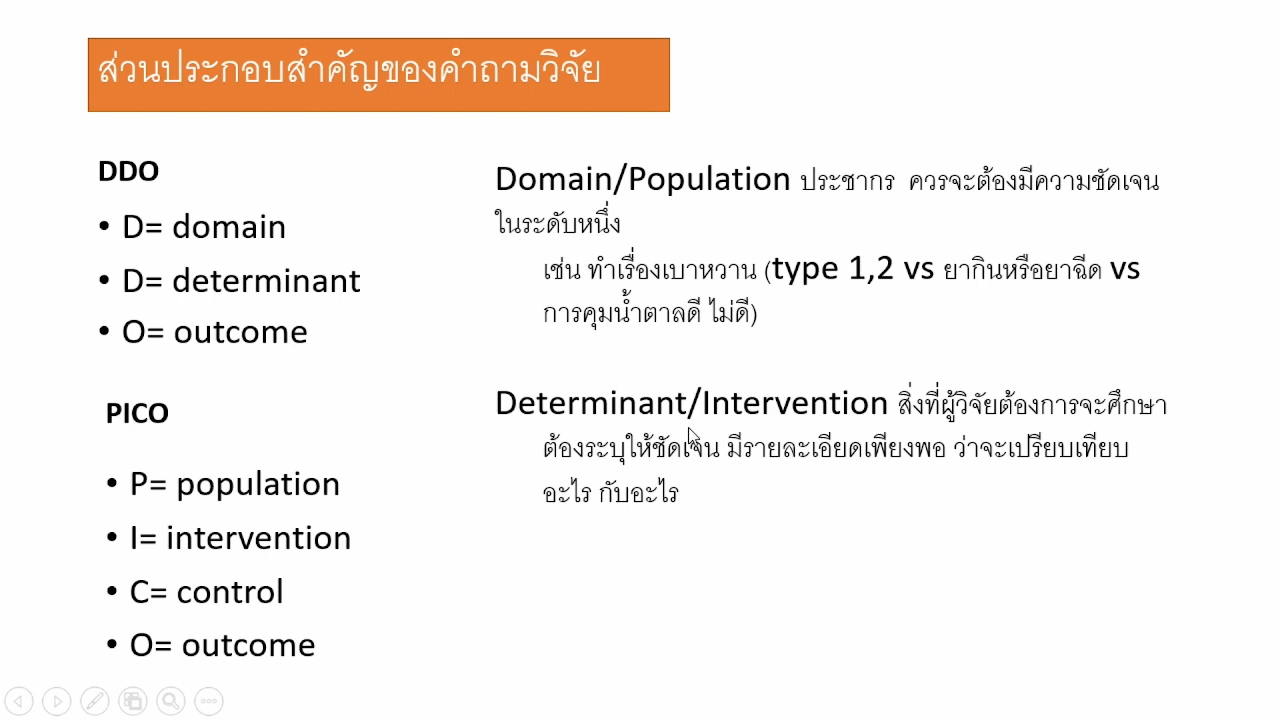 ส่วนประกอบสำคัญของคำถามวิจัย
DDO
• D= domain
• D= determinant
• O= outcome
PICO
• P= population
• I= intervention
• C= control
• O= outcome
Domain/Population ประชากร ควรจะต้องมีความชัดเจน
ในระดับหนึ่ง
เช่น ทำเรื่องเบาหวาน (type 1,2 vs ยากินหรือยาฉีด vs
การคุมน้ำตาลดี ไม่ดี)
Determinant/Intervention สิ่งที่ผู้วิจัยต้องการจะศึกษา
ต้องระบุให้ชัดเจน มีรายละเอียดเพียงพอ ว่าจะเปรียบเทียบ
อะไร กับอะไร